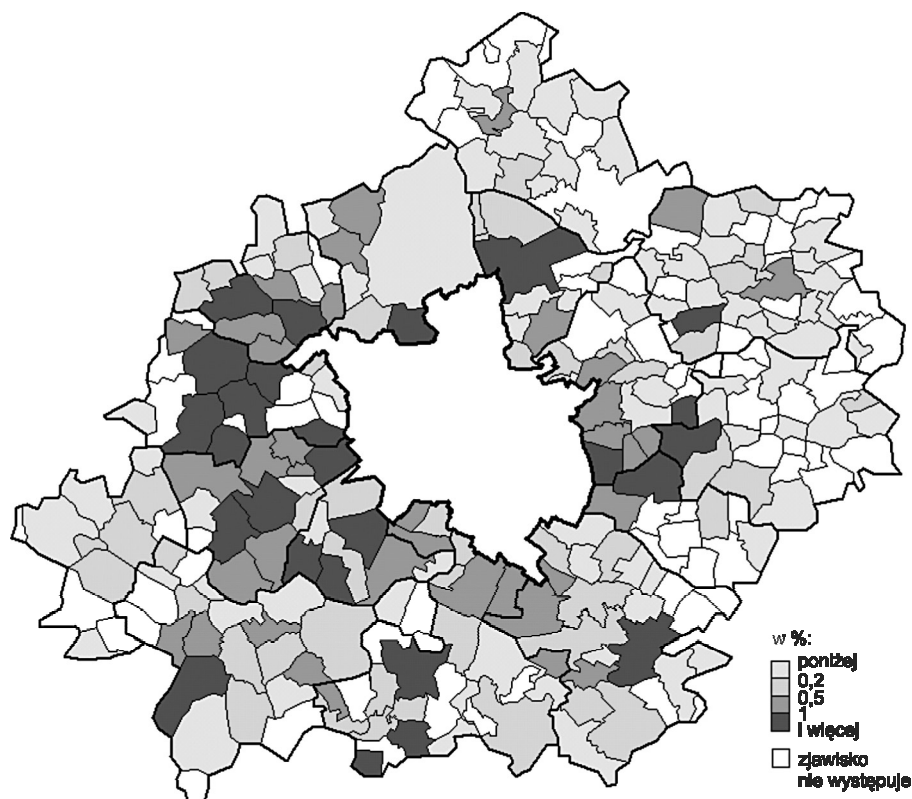 w %:
poniżej
0,2
0,5
1
i więcej
zjawisko
nie występuje